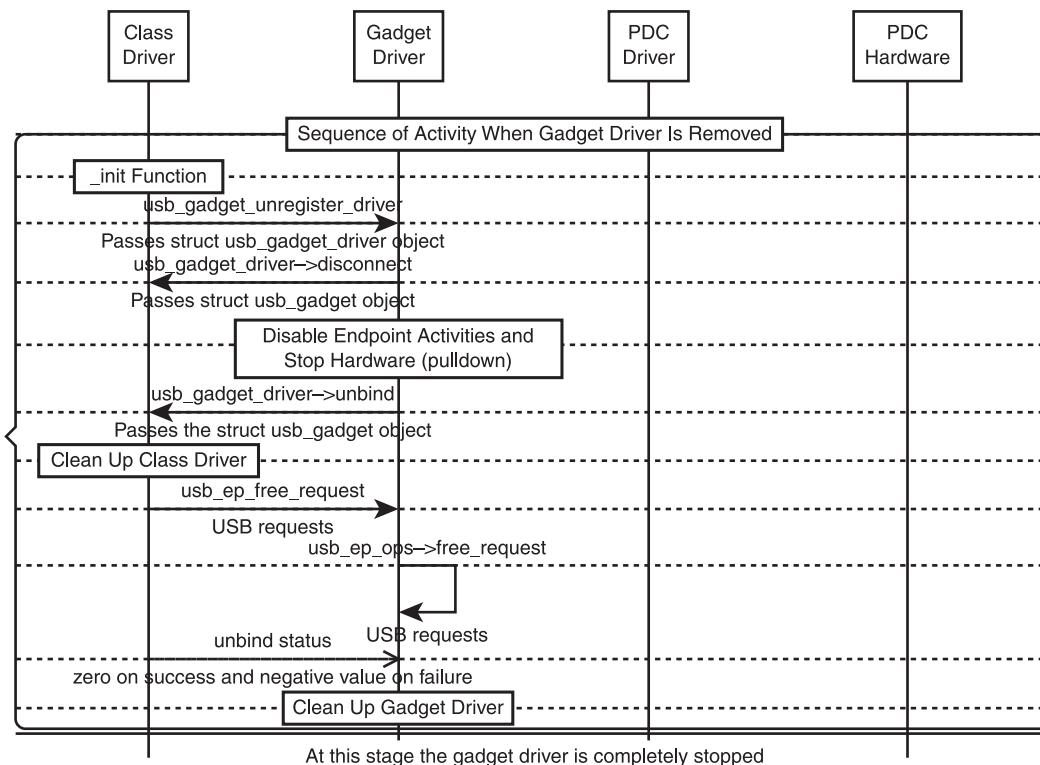 Class
Driver
Gadget
Driver
PDC
Driver
PDC
Hardware
Sequence of Activity When Gadget Driver Is Removed
_init Function
usb_gadget_unregister_driver
Passes struct usb_gadget_driver object
usb_gadget_driver–>disconnect
Passes struct usb_gadget object
Disable Endpoint Activities and
Stop Hardware (pulldown)
usb_gadget_driver–>unbind
Passes the struct usb_gadget object
Clean Up Class Driver
usb_ep_free_request
USB requests
usb_ep_ops–>free_request
USB requests
unbind status
zero on success and negative value on failure
Clean Up Gadget Driver
At this stage the gadget driver is completely stopped